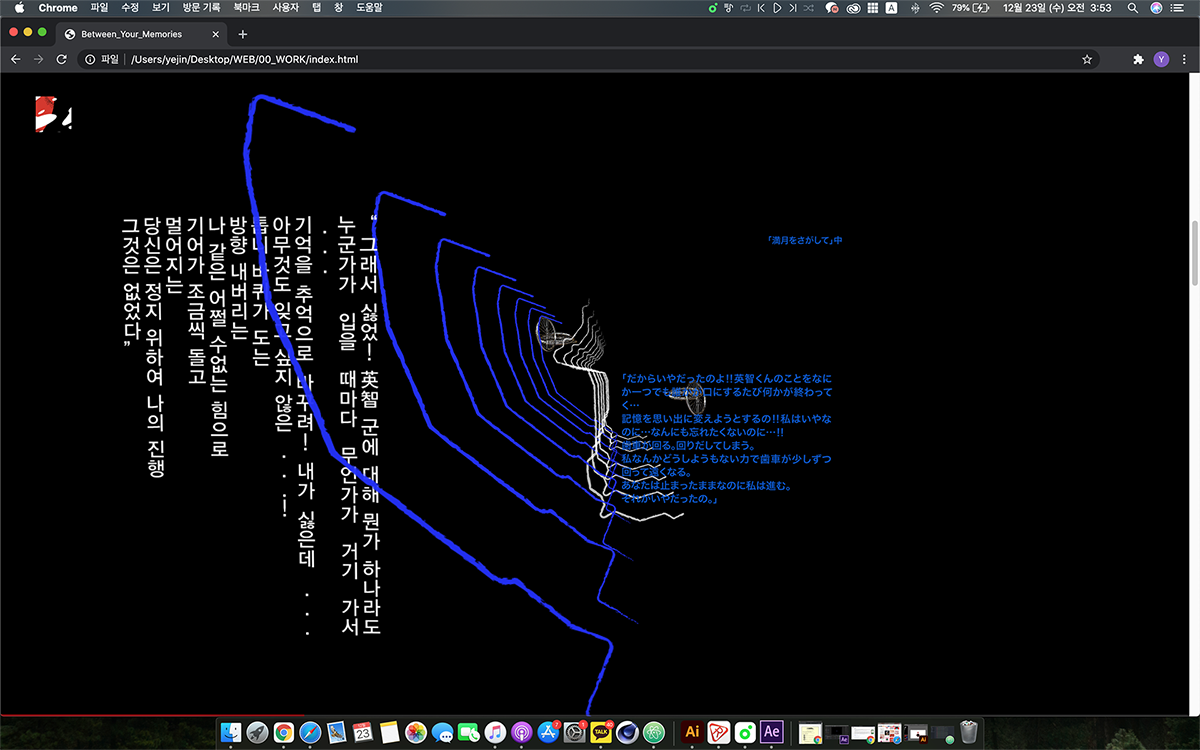 Chrome 파일 수정 보기 방문 기록 북마크 사용자 탭 창 도움말 79% 12월 23일 (수) 오전 3:53
Between_Your_Memories
파일 /Users/yejin/Desktop/WEB/00_WORK/index.html
“그래서 싫었! 英智 군에 대해 뭔가 하나라도
누군가가 입을 때마다 무언가가 거기 가서
. . .
기억을 추억으로 바꾸려! 내가 싫은데 . . .
아무것도 잊고 싶지 않은 . . . !
톱니 바퀴가 도는
방향 내버리는
나 같은 어쩔 수없는 힘으로
기어가 조금씩 돌고
멀어지는
당신은 정지 위하여 나의 진행
그것은 없었다”
「満月をさがして」中
「だからいやだったのよ!!英智くんのことをなに
か一つでも口にするたび何かが終わって
く…
記憶を思い出に変えようとするの!!私はいやな
のに…なんにも忘れたくないのに…!!
歯車が回る。回りだしてしまう。
私なんかどうしようもない力で歯車が少しずつ
回って遠くなる。
あなたは止まったままなのに私は進む。
それがいやだったの。」
23
TALK
Ai
Ae